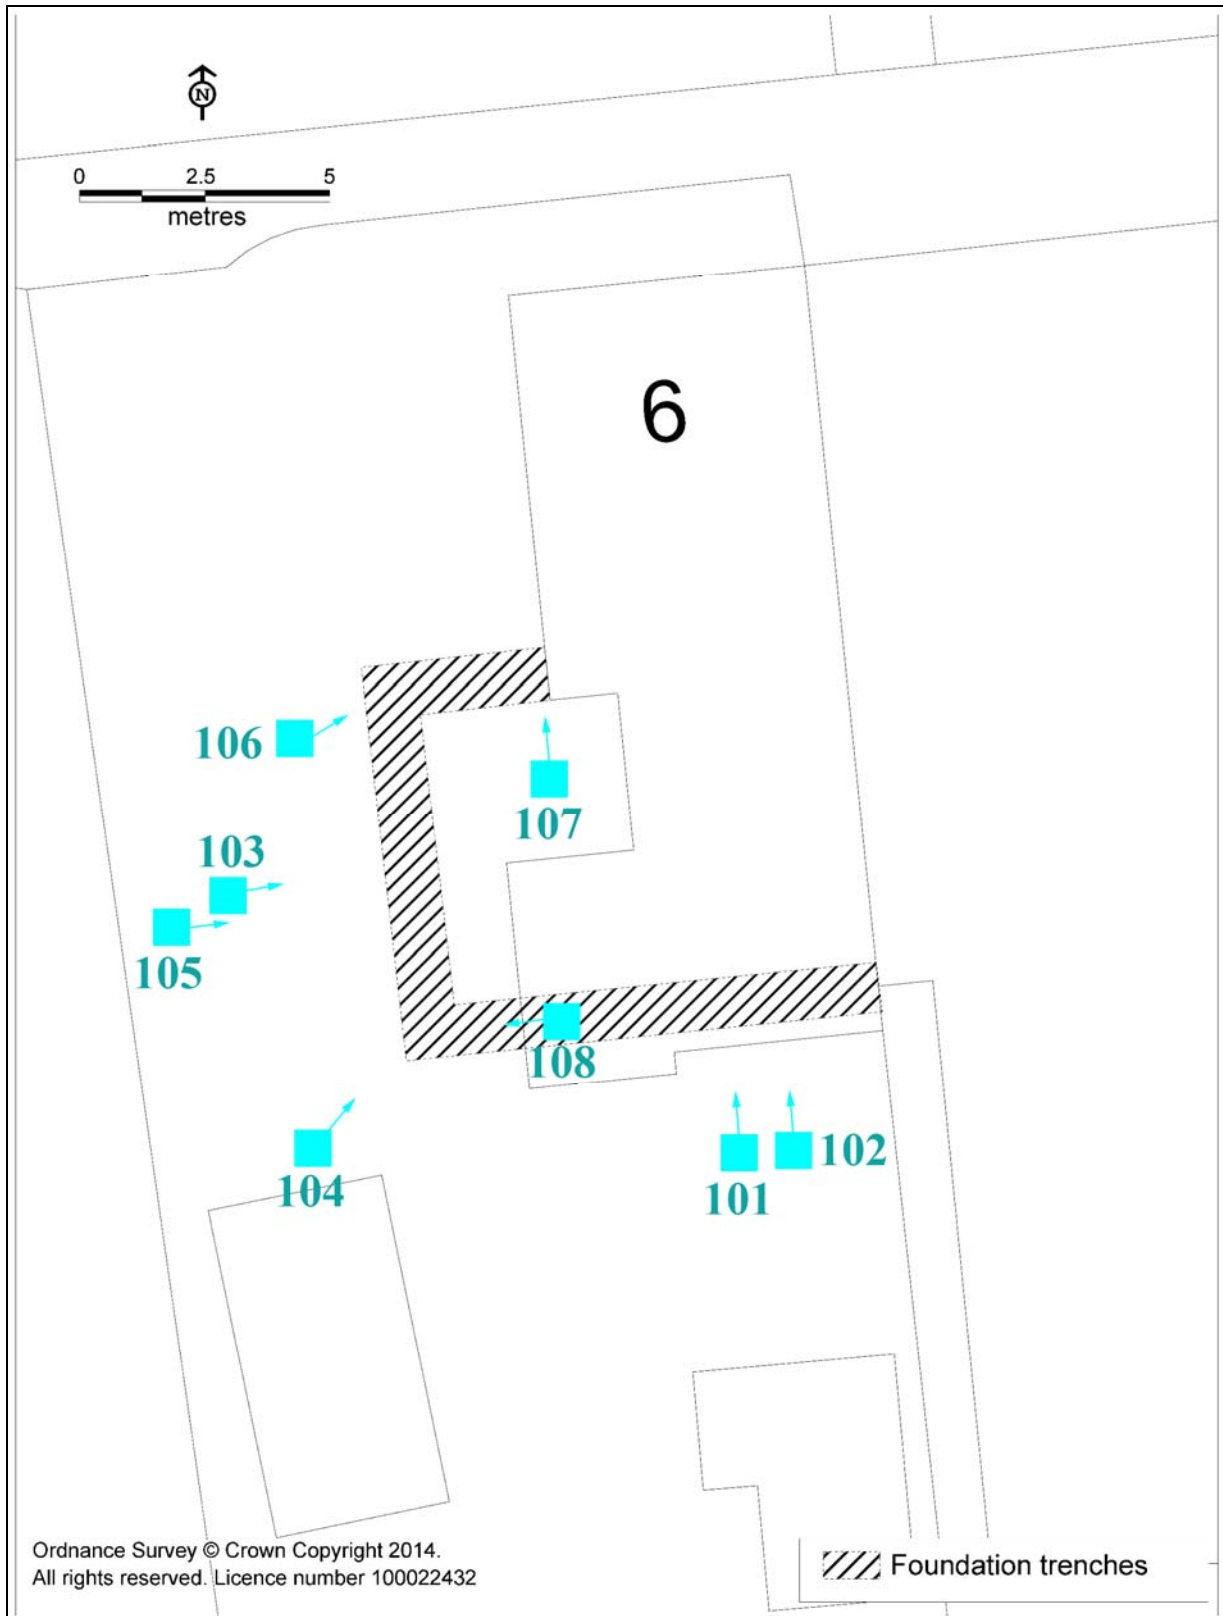 N
0 2.5 5
metres
6
106
107
103
105
108
104
101
102
Ordnance Survey © Crown Copyright 2014.
All rights reserved. Licence number 100022432
Foundation trenches